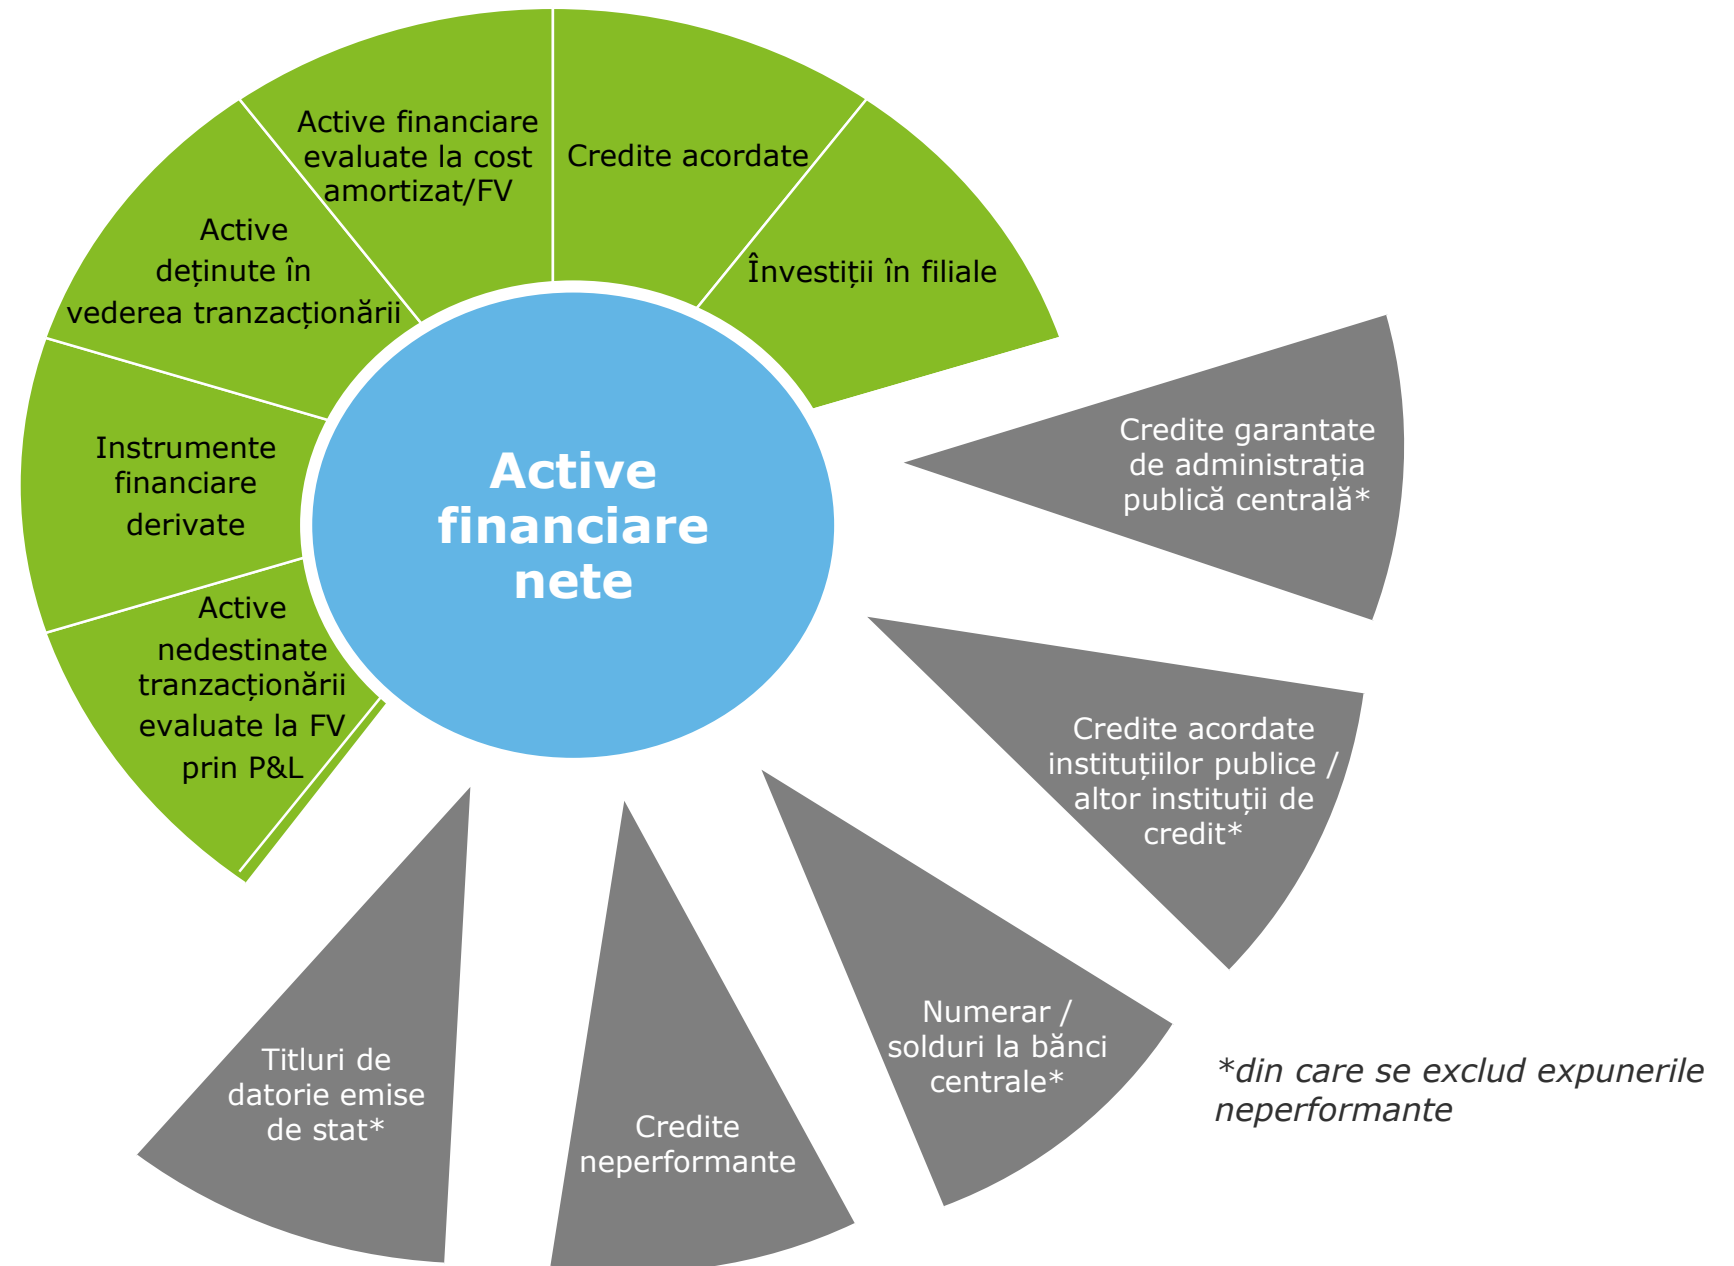 Active financiare
evaluate la cost
amortizat/FV
Credite acordate
Învestiții în filiale
Active
deținute în
vederea tranzacționării
Instrumente
financiare
derivate
Active
nedestinate
tranzacționării
evaluate la FV
prin P&L
Active
financiare
nete
Credite garantate
de administrația
publică centrală*
Credite acordate
instituțiilor publice /
altor instituții de
credit*
Numerar /
solduri la bănci
centrale*
Credite
neperformante
Titluri de
datorie emise
de stat*
*din care se exclud expunerile
neperformante